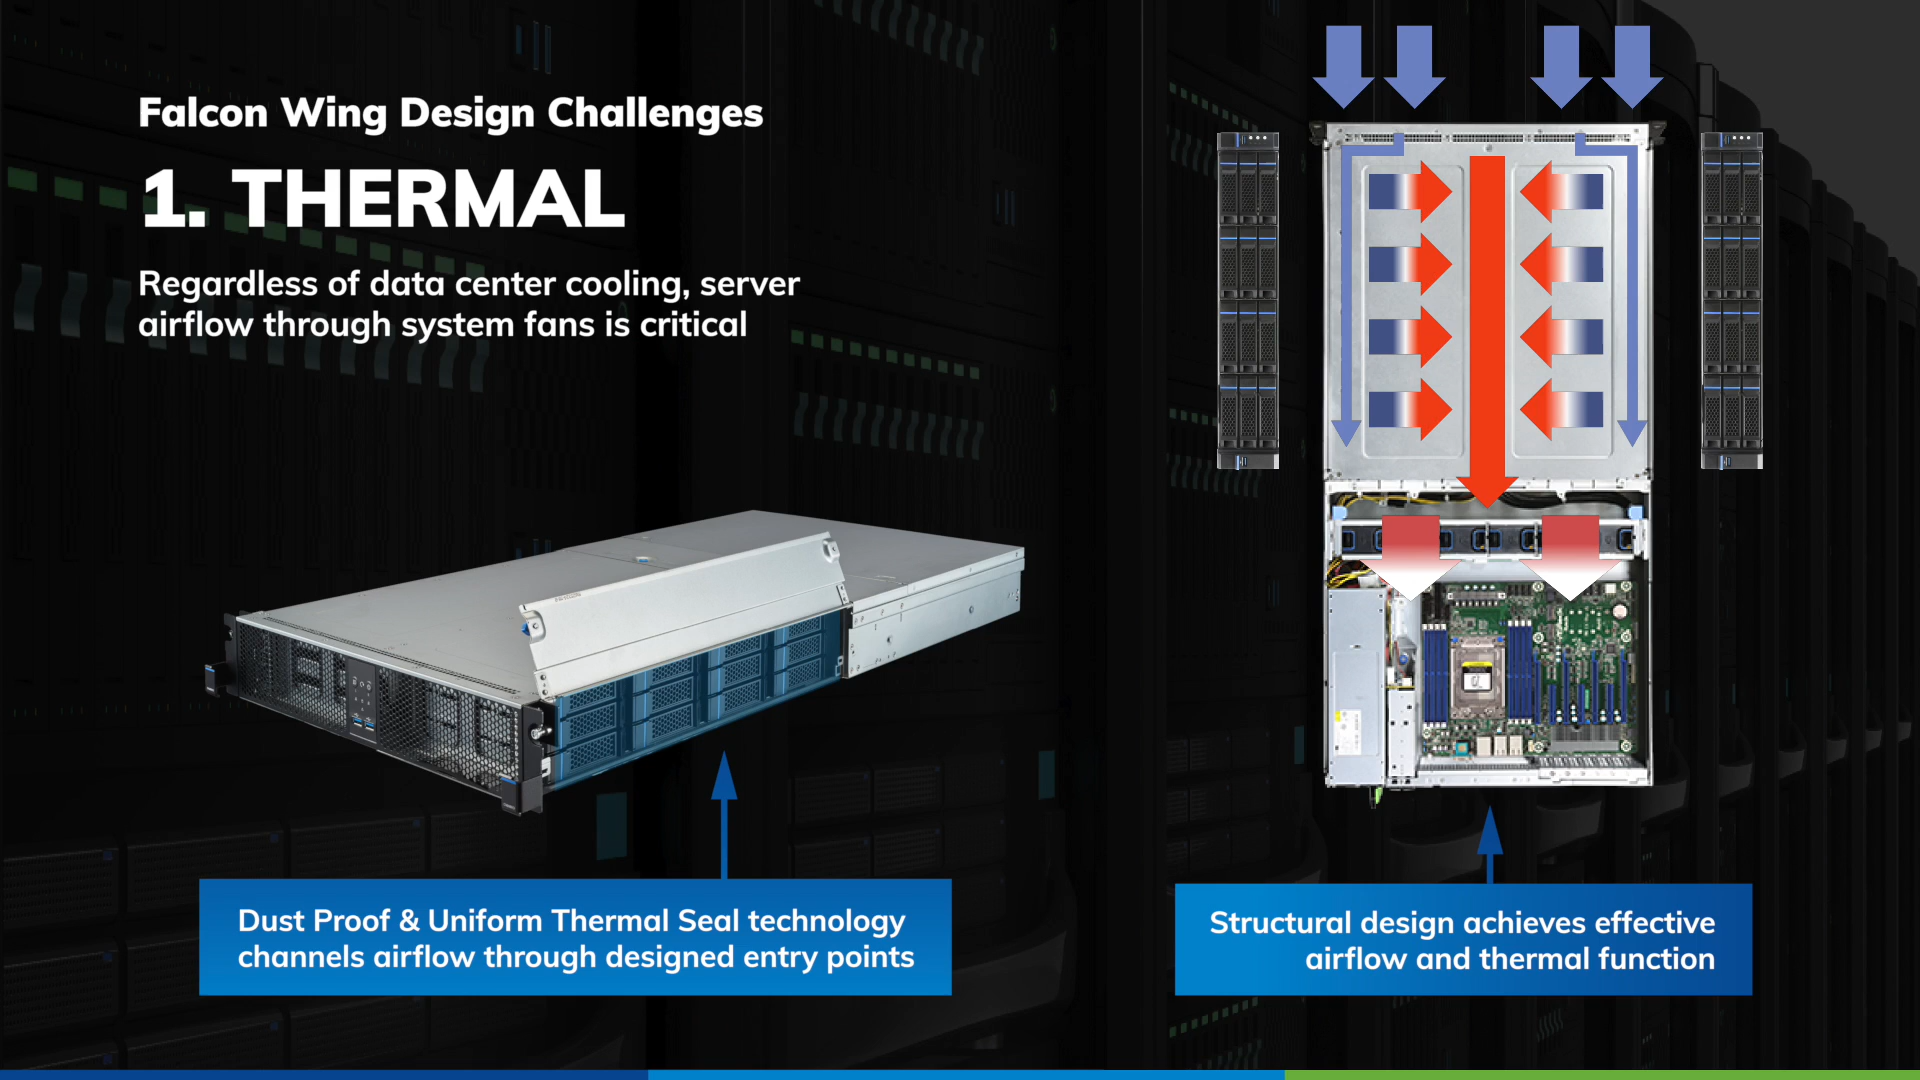 Falcon Wing Design Challenges
1. THERMAL
Regardless of data center cooling, server
airflow through system fans is critical
Dust Proof & Uniform Thermal Seal technology
channels airflow through designed entry points
Structural design achieves effective
airflow and thermal function